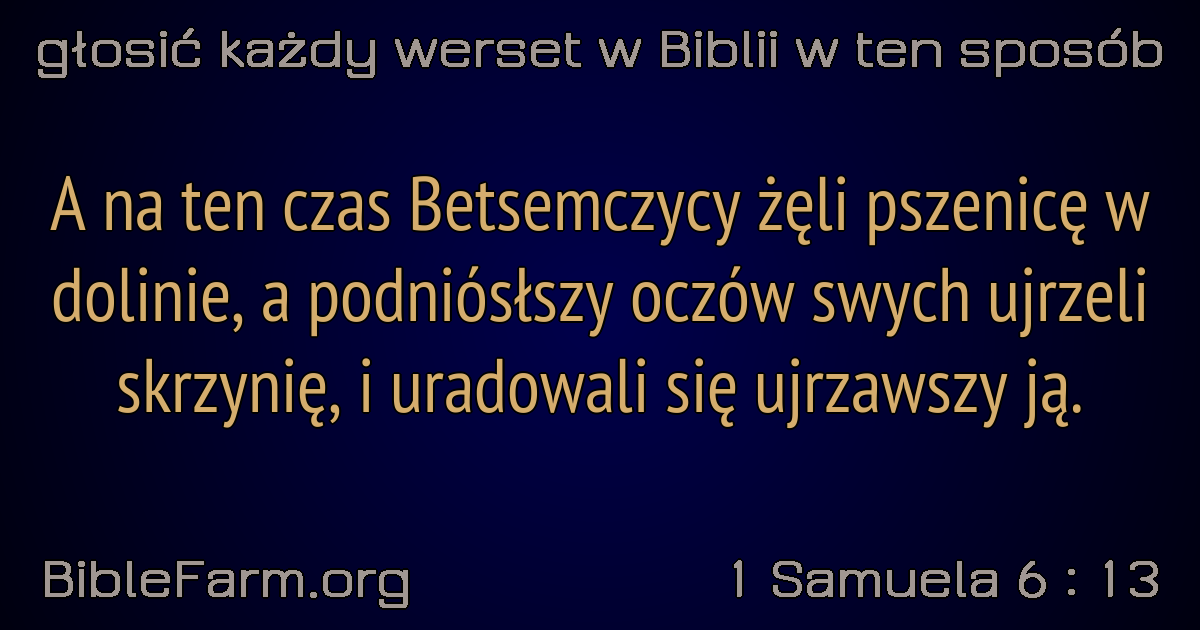 głosić każdy werset w Biblii w ten sposób
A na ten czas Betsemczycy żęli pszenicę w
dolinie, a podniósłszy oczów swych ujrzeli
skrzynię, i uradowali się ujrzawszy ją.
BibleFarm.org
1 Samuela 6 : 13